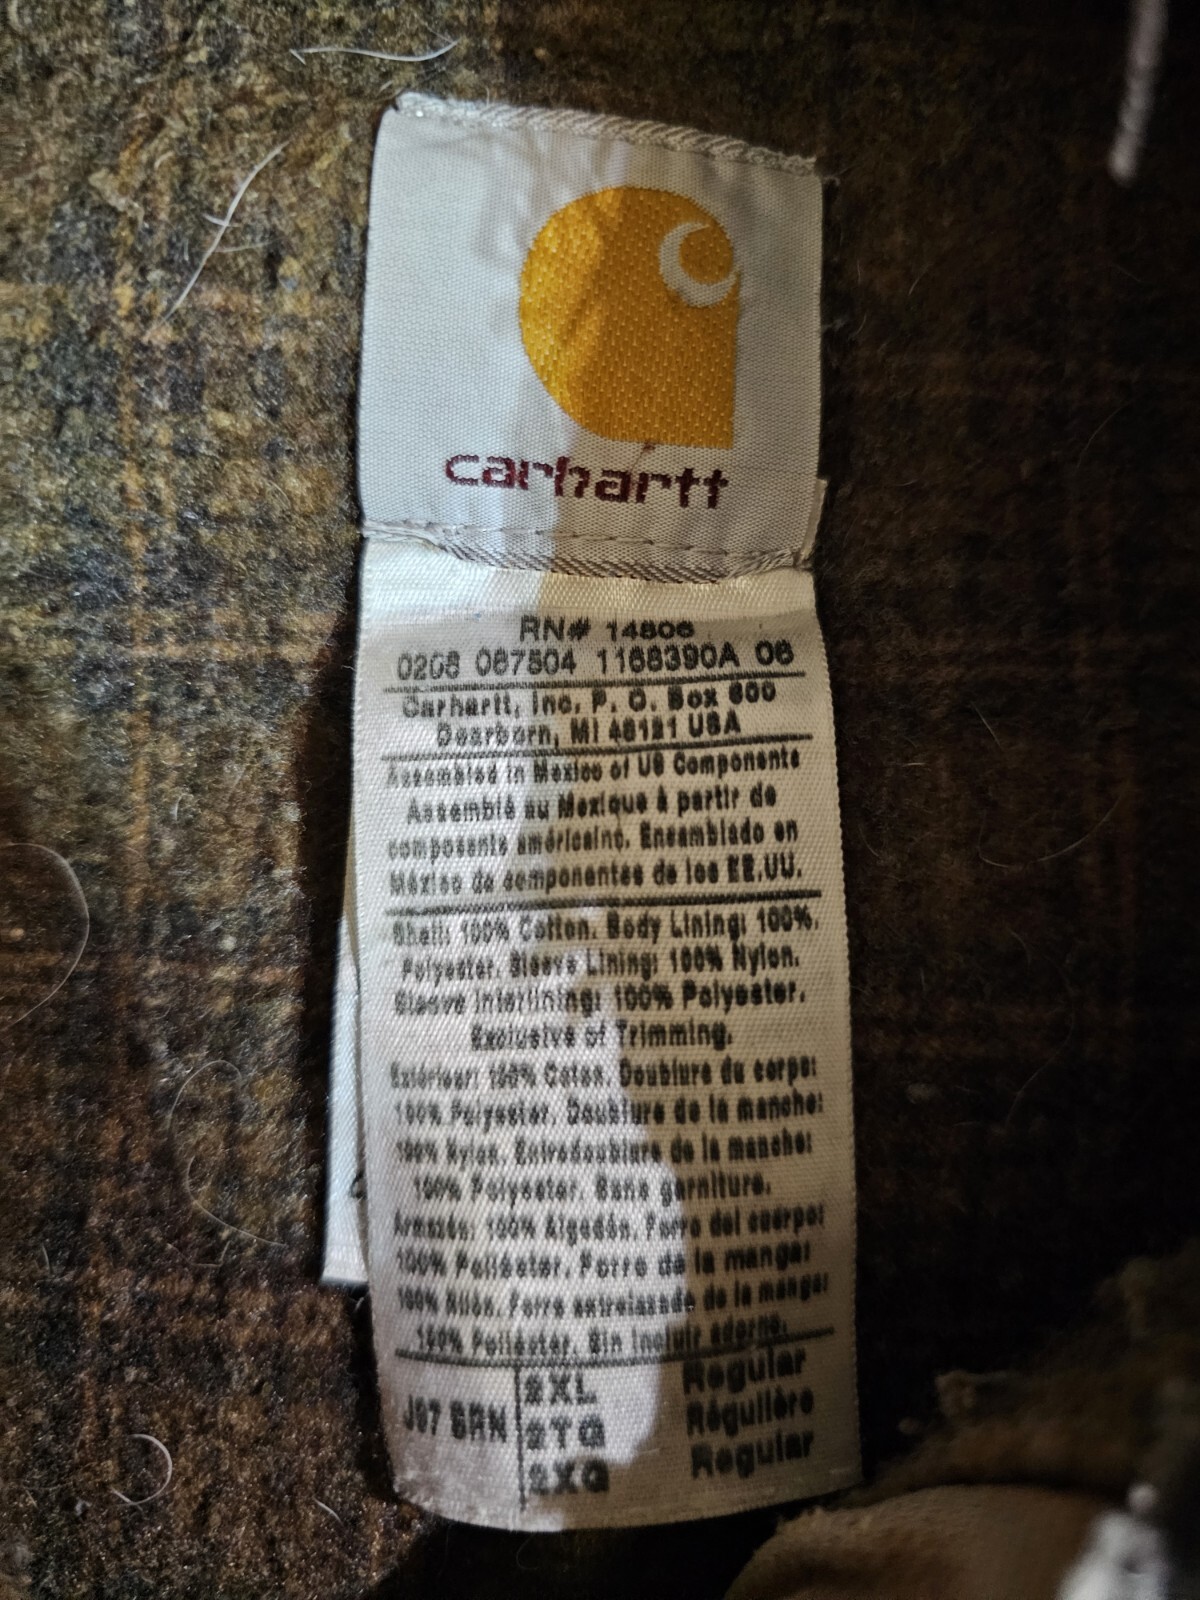 carhartt
RN# 14806
0208 067504 1168390A 06
Carhartt, Inc. P. O. Box 600
Dearborn, MI 48121 USA
Assembled in Mexico of US Components
Assemblé au Mexique à partir de
composants américains. Ensamblado en
México de componentes de los EE.UU.
Shell: 100% Cotton. Body Lining: 100%.
Polyester. Sleeve Lining: 100% Nylon.
Sleeve Interlining: 100% Polyester.
Exclusive of Trimming.
Extérieur: 100% Coton. Doublure du corps:
100% Polyester. Doublure de la manche:
100% Nylon. Entredoublure de la manche:
100% Polyester. Sans garniture.
Armazón: 100% Algodón. Forro del cuerpo:
100% Poliéster. Forro de la manga:
100% Nilón. Forro entrelazado de la manga:
100% Poliéster. Sin incluir adorno.
J97 BRN
2XL Regular
2TG Régulière
2XG Regular